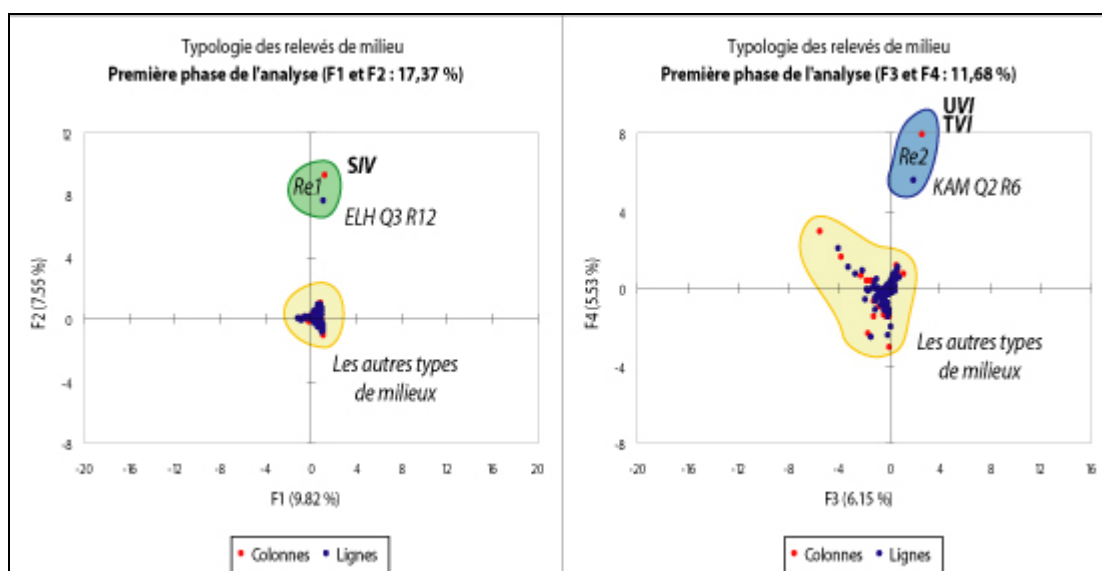 Typologie des relevés de milieu
Première phase de l'analyse (F1 et F2 : 17,37 %)
12
8
4
0
-4
-8
F2 (7.55 %)
Re1
SIV
ELH Q3 R12
Les autres types
de milieux
-20 -16 -12 -8 -4 0 4 8 12 16 20
F1 (9.82 %)
Colonnes Lignes
Typologie des relevés de milieu
Première phase de l'analyse (F3 et F4 : 11,68 %)
8
4
0
-4
-8
F4 (5.53 %)
UVI
TVI
Re2
KAM Q2 R6
Les autres types
de milieux
-20 -16 -12 -8 -4 0 4 8 12 16
F3 (6.15 %)
Colonnes Lignes